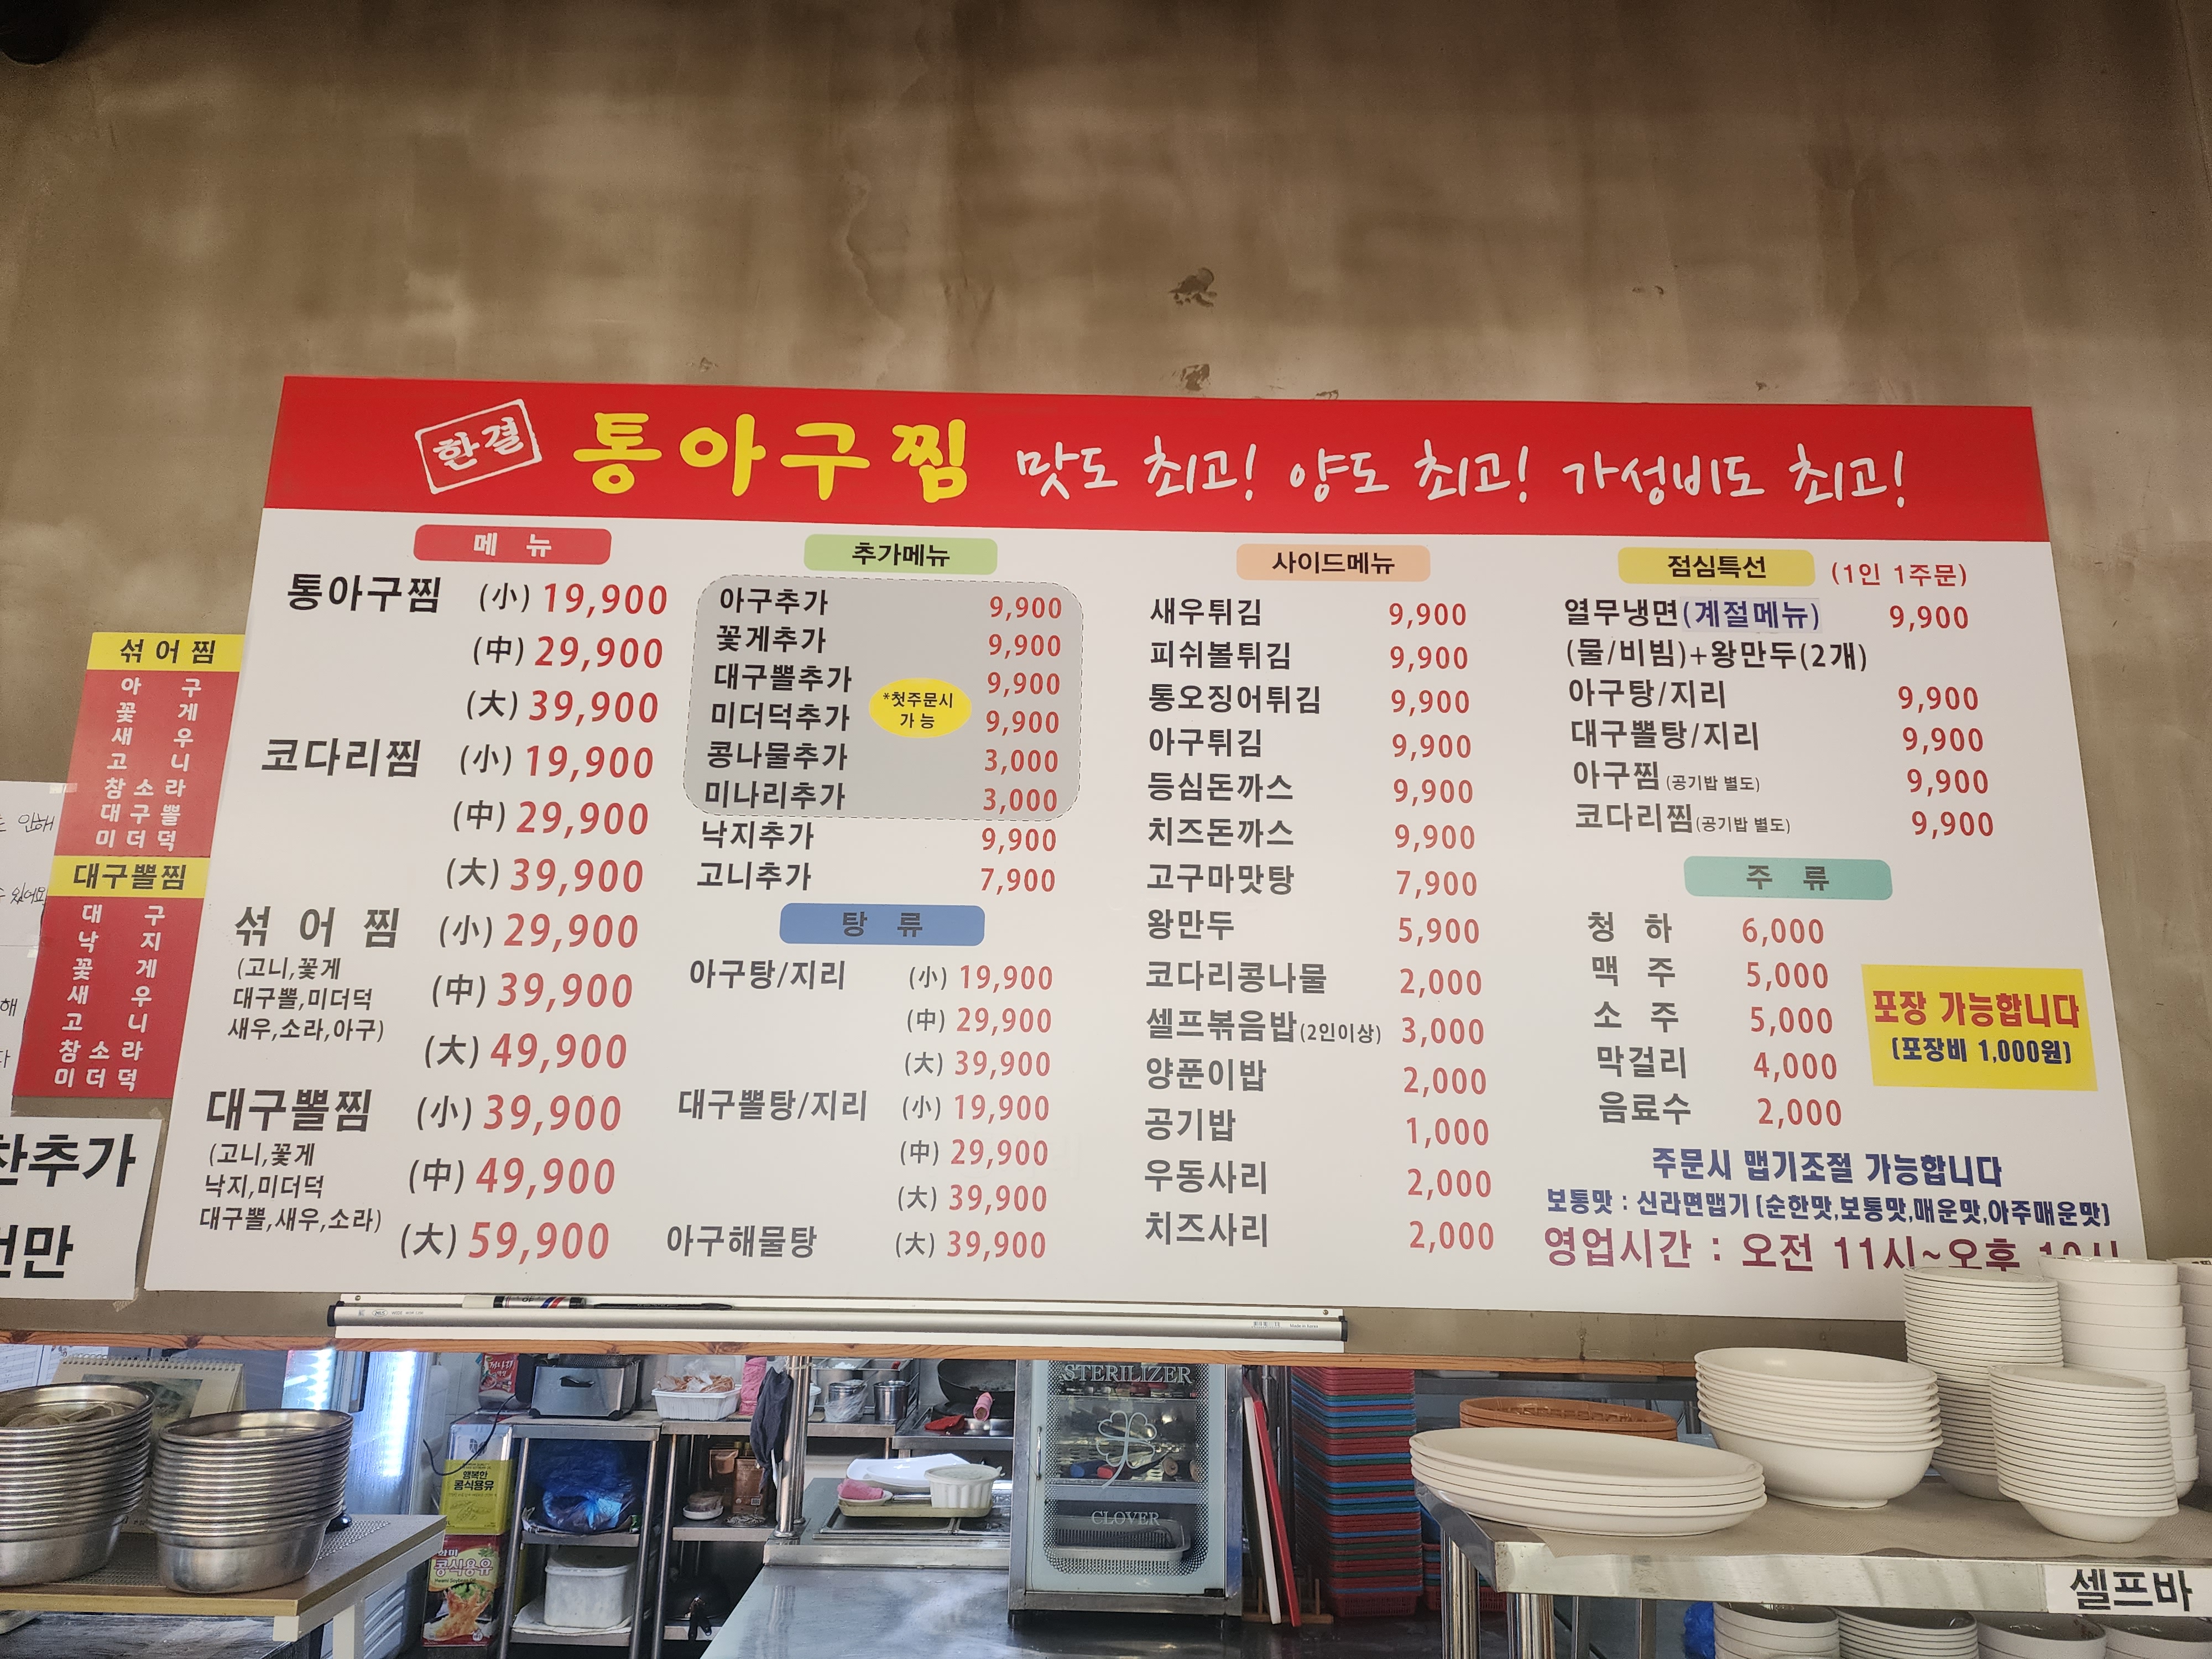 한결 통아구찜 맛도 최고! 양도 최고! 가성비도 최고!
메 뉴
통아구찜 (小) 19,900
(中) 29,900
(大) 39,900
코다리찜 (小) 19,900
(中) 29,900
(大) 39,900
섞 어 찜 (小) 29,900
(고니,꽃게
대구뽈,미더덕
새우,소라,아구)
(中) 39,900
(大) 49,900
대구뽈찜 (小) 39,900
(고니,꽃게
낙지,미더덕
대구뽈,새우,소라)
(中) 49,900
(大) 59,900
추가메뉴
아구추가 9,900
꽃게추가 9,900
대구뽈추가 9,900
미더덕추가 9,900
콩나물추가 3,000
미나리추가 3,000
*첫주문시
가 능
낙지추가 9,900
고니추가 7,900
탕 류
아구탕/지리 (小) 19,900
(中) 29,900
(大) 39,900
대구뽈탕/지리 (小) 19,900
(中) 29,900
(大) 39,900
아구해물탕 (大) 39,900
사이드메뉴
새우튀김 9,900
피쉬볼튀김 9,900
통오징어튀김 9,900
아구튀김 9,900
등심돈까스 9,900
치즈돈까스 9,900
고구마맛탕 7,900
왕만두 5,900
코다리콩나물 2,000
셀프볶음밥(2인이상) 3,000
양푼이밥 2,000
공기밥 1,000
우동사리 2,000
치즈사리 2,000
점심특선 (1인 1주문)
열무냉면(계절메뉴) 9,900
(물/비빔)+왕만두(2개)
아구탕/지리 9,900
대구뽈탕/지리 9,900
아구찜(공기밥 별도) 9,900
코다리찜(공기밥 별도) 9,900
주 류
청 하 6,000
맥 주 5,000
소 주 5,000
막걸리 4,000
음료수 2,000
포장 가능합니다
(포장비 1,000원)
주문시 맵기조절 가능합니다
보통맛 : 신라면맵기(순한맛,보통맛,매운맛,아주매운맛)
영업시간 : 오전 11시~오후
섞 어 찜
아 구
꽃 게
새 우
고 니
참 소 라
대 구 뽈
미 더 덕
대구뽈찜
대 구
낙 지
꽃 게
새 우
고 니
참 소 라
미 더 덕
찬추가
STERILIZER
CLOVER
행복한
콩식용유
콩식용유
셀프바